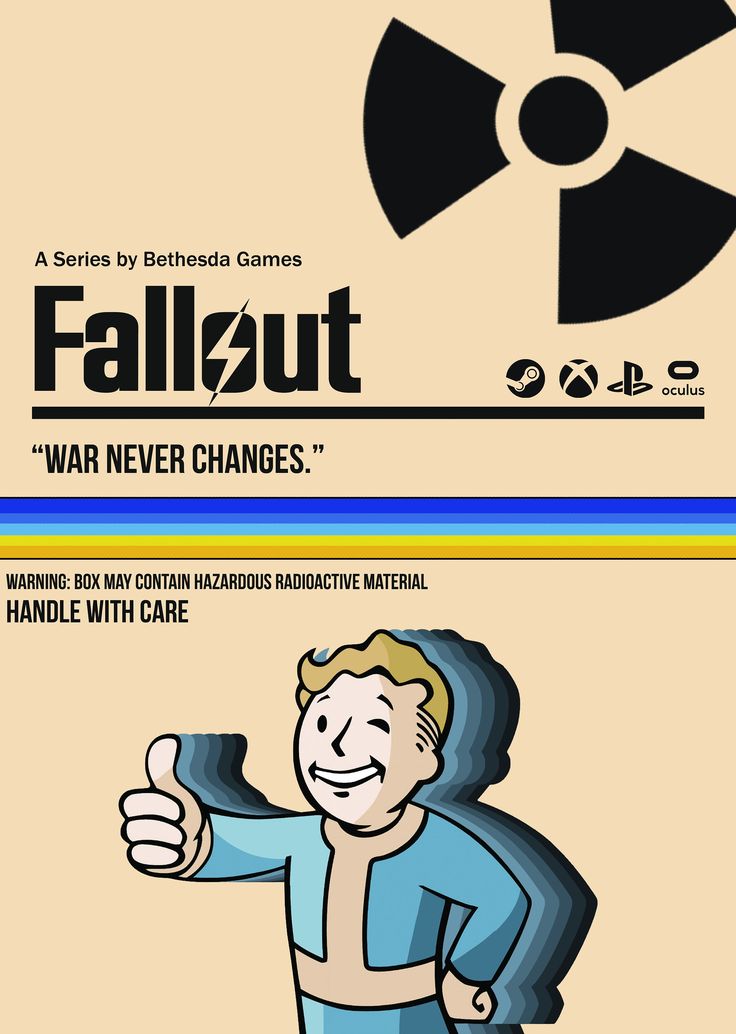 A Series by Bethesda Games
Fallout
oculus
“WAR NEVER CHANGES.”
WARNING: BOX MAY CONTAIN HAZARDOUS RADIOACTIVE MATERIAL
HANDLE WITH CARE